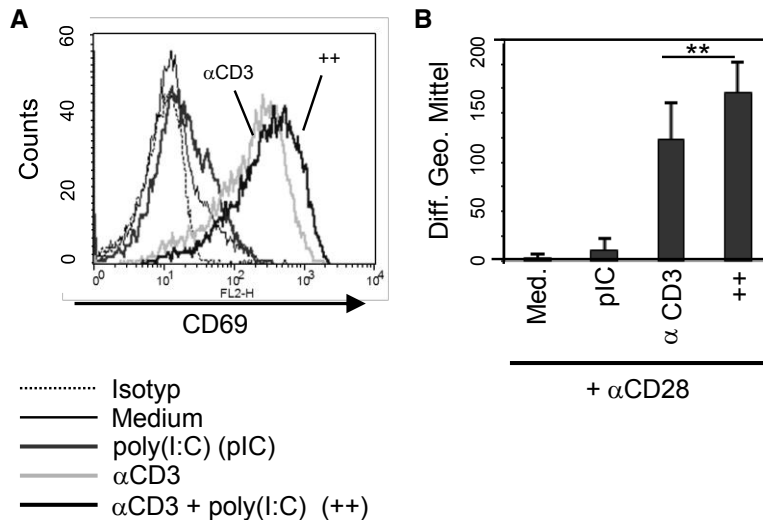 A
60
40
20
0
Counts
αCD3
++
10⁰
10¹
10²
10³
10⁴
FL2-H
CD69
Isotyp
Medium
poly(I:C) (pIC)
αCD3
αCD3 + poly(I:C) (++)
B
200
150
100
50
0
Diff. Geo. Mittel
**
Med.
pIC
α CD3
++
+ αCD28